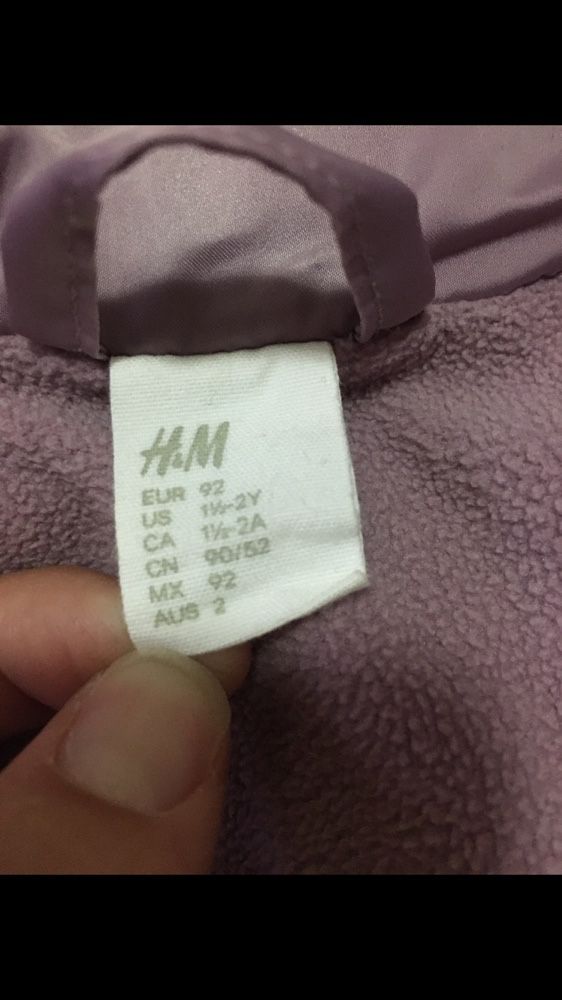 H&M
EUR 92
US 1½-2Y
CA 1½-2A
CN 90/52
MX 92
AUS 2